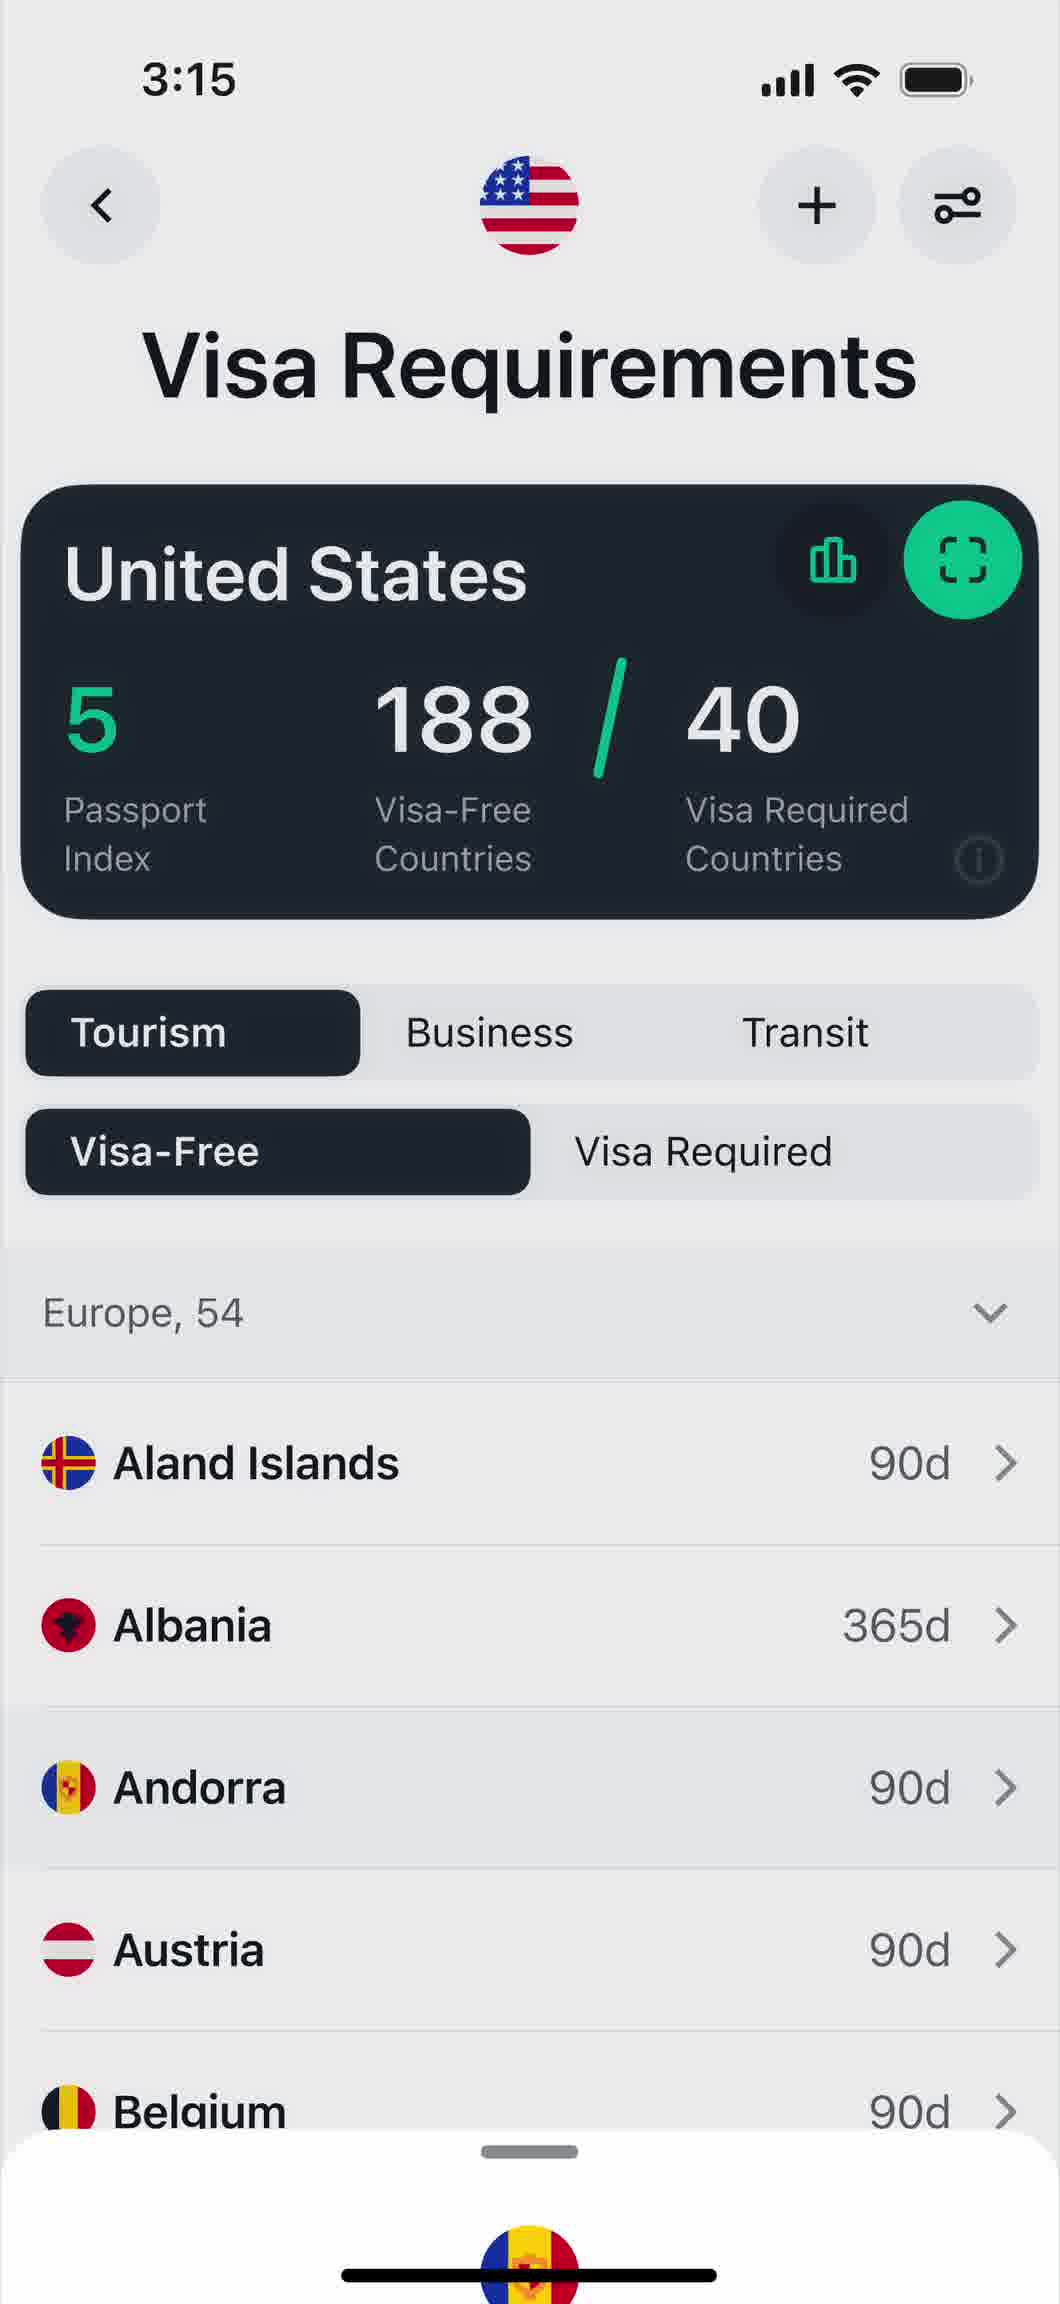 3:15
Visa Requirements
United States
5
188
40
Passport
Index
Visa-Free
Countries
Visa Required
Countries
Tourism
Business
Transit
Visa-Free
Visa Required
Europe, 54
Aland Islands
90d
Albania
365d
Andorra
90d
Austria
90d
Belgium
90d